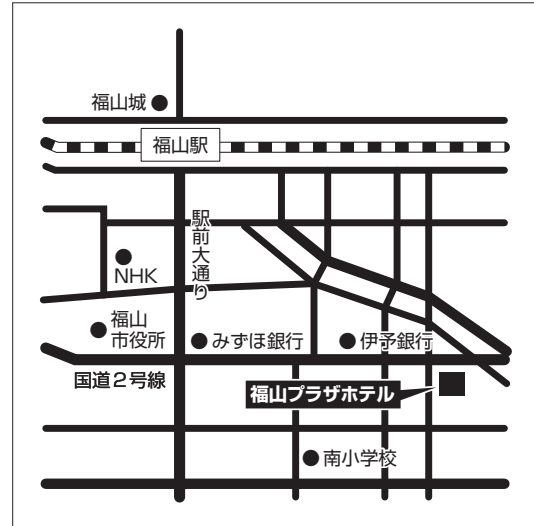 福山城
福山駅
駅前大通り
NHK
福山
市役所
みずほ銀行
伊予銀行
国道2号線
福山プラザホテル
南小学校